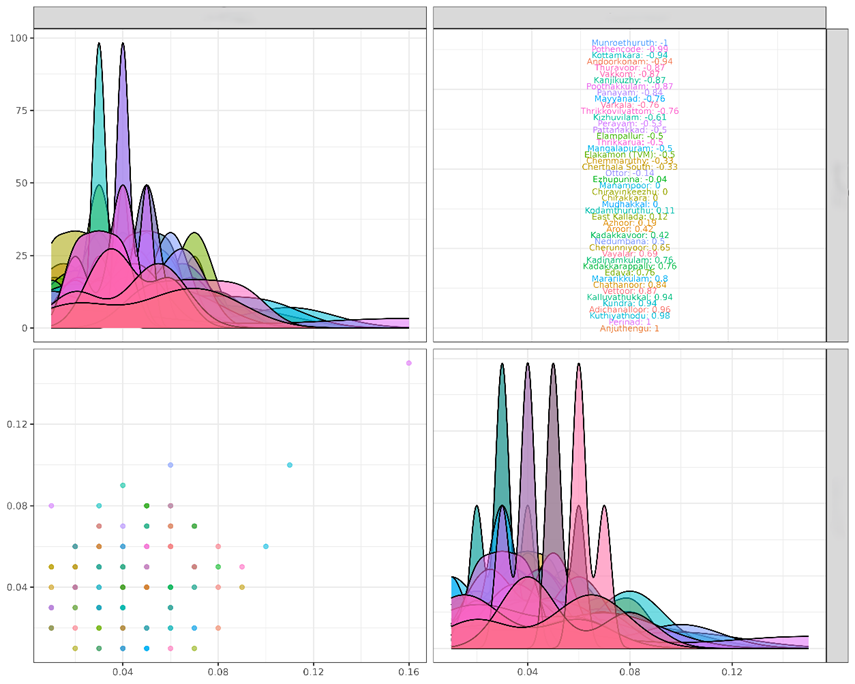 100
75
50
25
0
Munroethuruth: -1
Pothencode: -0.99
Kottamkara: -0.94
Andoorkonam: -0.94
Thuravoor: -0.87
Vakkom: -0.87
Kanjikuzhy: -0.87
Poothakkulam: -0.87
Panayam: -0.84
Mayyanad: -0.76
Varkala: -0.76
Thrikkovilvattom: -0.76
Kizhuvilam: -0.61
Perayam: -0.53
Pattanakkad: -0.5
Elampallur: -0.5
Thrikkarua: -0.5
Mangalapuram: -0.5
Elakamon (TVM): -0.5
Chemmaruthy: -0.33
Cherthala South: -0.33
Ottor: -0.14
Ezhupunna: -0.04
Manampoor: 0
Chirayinkeezhu: 0
Chirakkara: 0
Mudhakkal: 0
Kodamthuruthu: 0.11
East Kallada: 0.12
Azhoor: 0.19
Aroor: 0.42
Kadakkavoor: 0.42
Nedumbana: 0.5
Cherunniyoor: 0.65
Vayalar: 0.69
Kadinamkulam: 0.76
Kadakkarappally: 0.76
Edava: 0.76
Mararikkulam: 0.8
Chathanoor: 0.84
Vettoor: 0.87
Kalluvathukkal: 0.94
Kundra: 0.94
Adichanalloor: 0.96
Kuthiyathodu: 0.98
Perinad: 1
Anjuthengu: 1
0.12
0.08
0.04
0.04
0.08
0.12
0.16
0.04
0.08
0.12